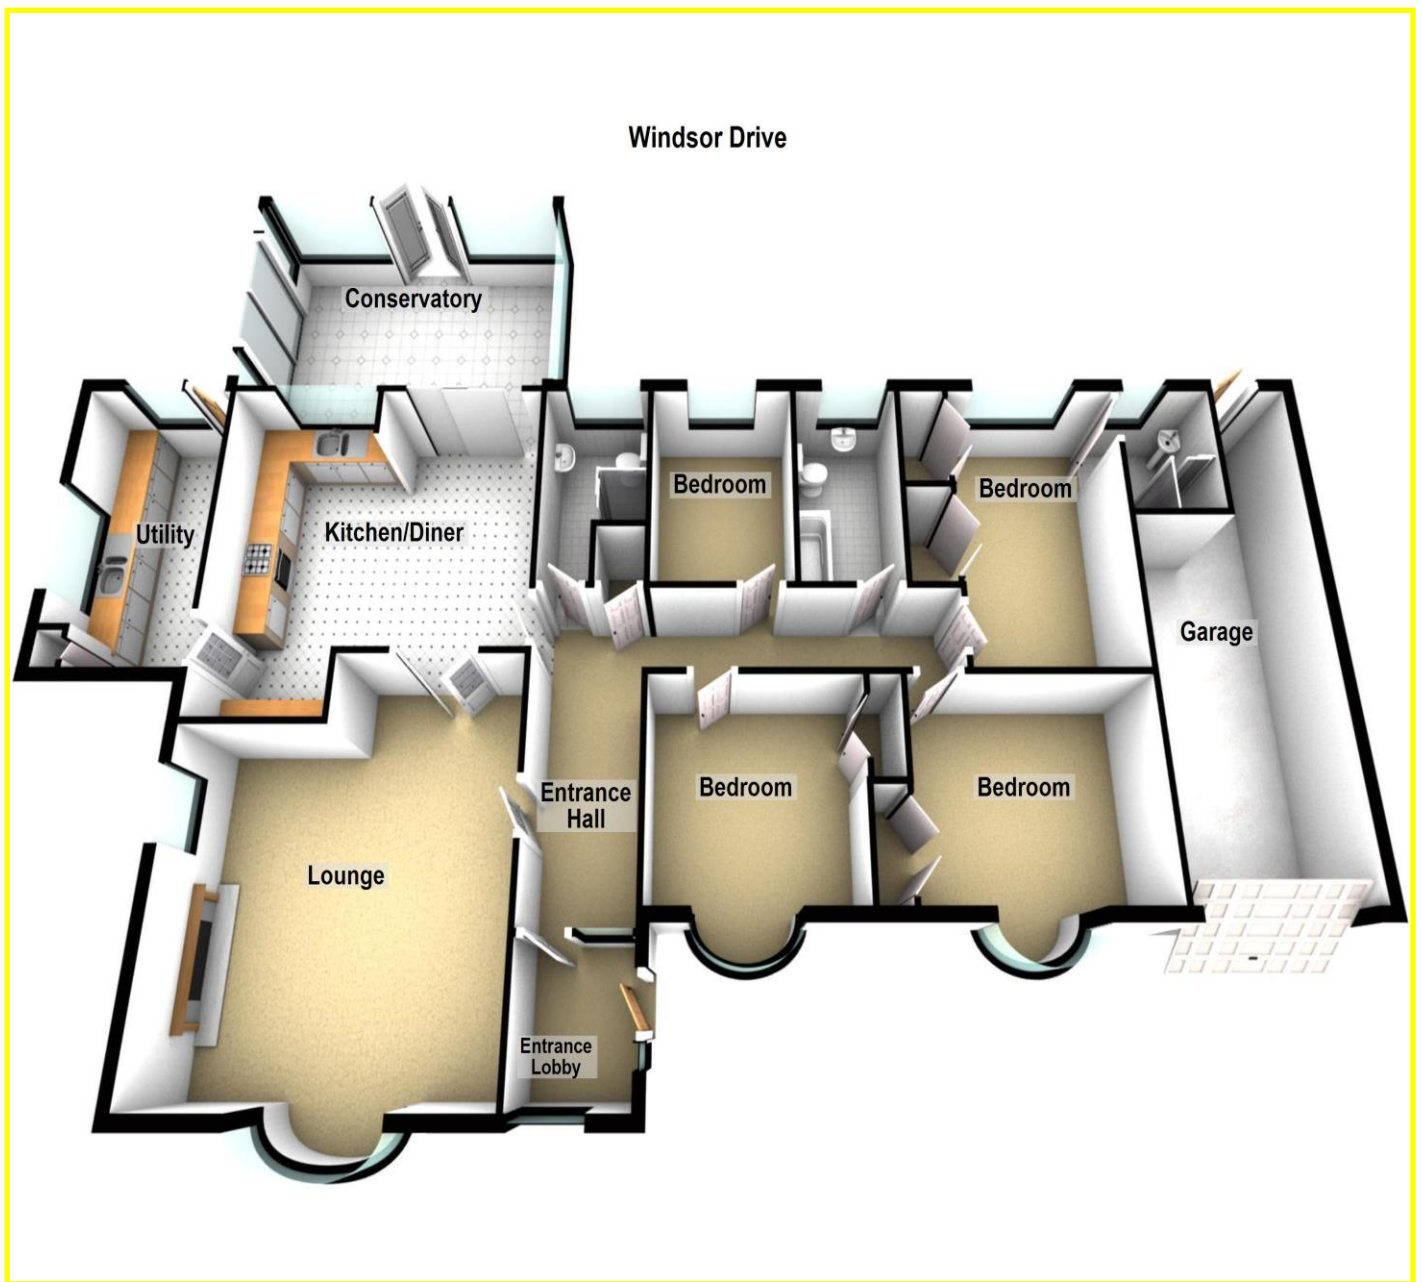 Windsor Drive
Conservatory
Utility
Kitchen/Diner
Bedroom
Bedroom
Garage
Lounge
Entrance
Hall
Bedroom
Bedroom
Entrance
Lobby